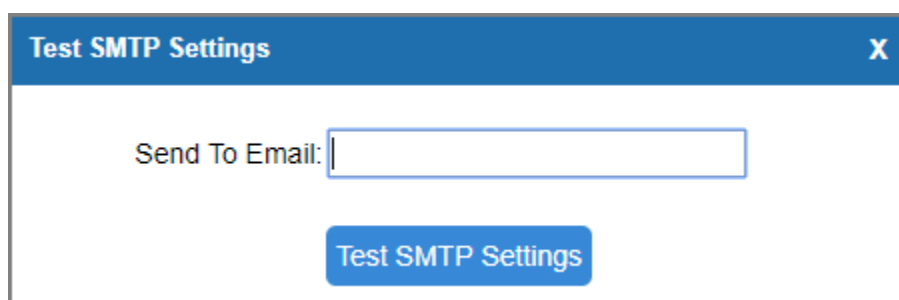 Test SMTP Settings X
Send To Email:
Test SMTP Settings